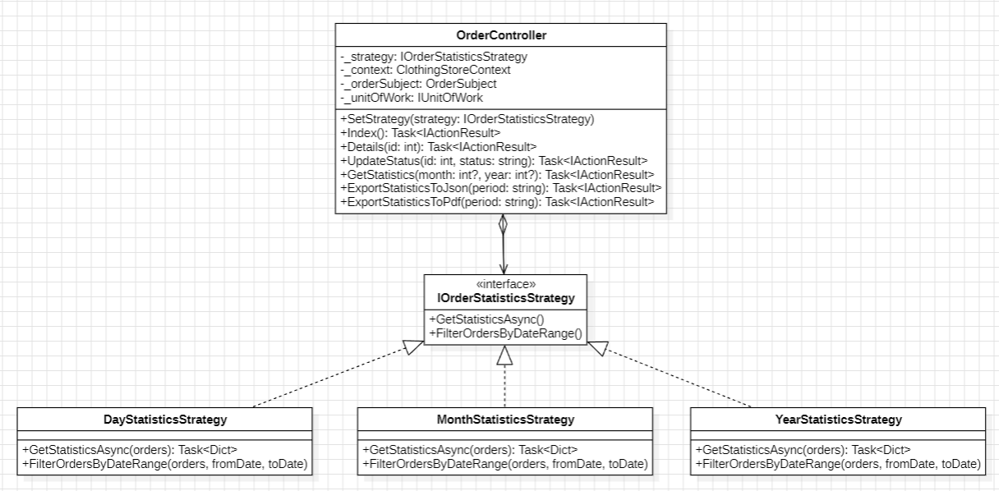 OrderController
-_strategy: IOrderStatisticsStrategy
-_context: ClothingStoreContext
-_orderSubject: OrderSubject
-_unitOfWork: IUnitOfWork
+SetStrategy(strategy: IOrderStatisticsStrategy)
+Index(): Task<IActionResult>
+Details(id: int): Task<IActionResult>
+UpdateStatus(id: int, status: string): Task<IActionResult>
+GetStatistics(month: int?, year: int?): Task<IActionResult>
+ExportStatisticsToJson(period: string): Task<IActionResult>
+ExportStatisticsToPdf(period: string): Task<IActionResult>
«interface»
IOrderStatisticsStrategy
+GetStatisticsAsync()
+FilterOrdersByDateRange()
DayStatisticsStrategy
+GetStatisticsAsync(orders): Task<Dict>
+FilterOrdersByDateRange(orders, fromDate, toDate)
MonthStatisticsStrategy
+GetStatisticsAsync(orders): Task<Dict>
+FilterOrdersByDateRange(orders, fromDate, toDate)
YearStatisticsStrategy
+GetStatisticsAsync(orders): Task<Dict>
+FilterOrdersByDateRange(orders, fromDate, toDate)